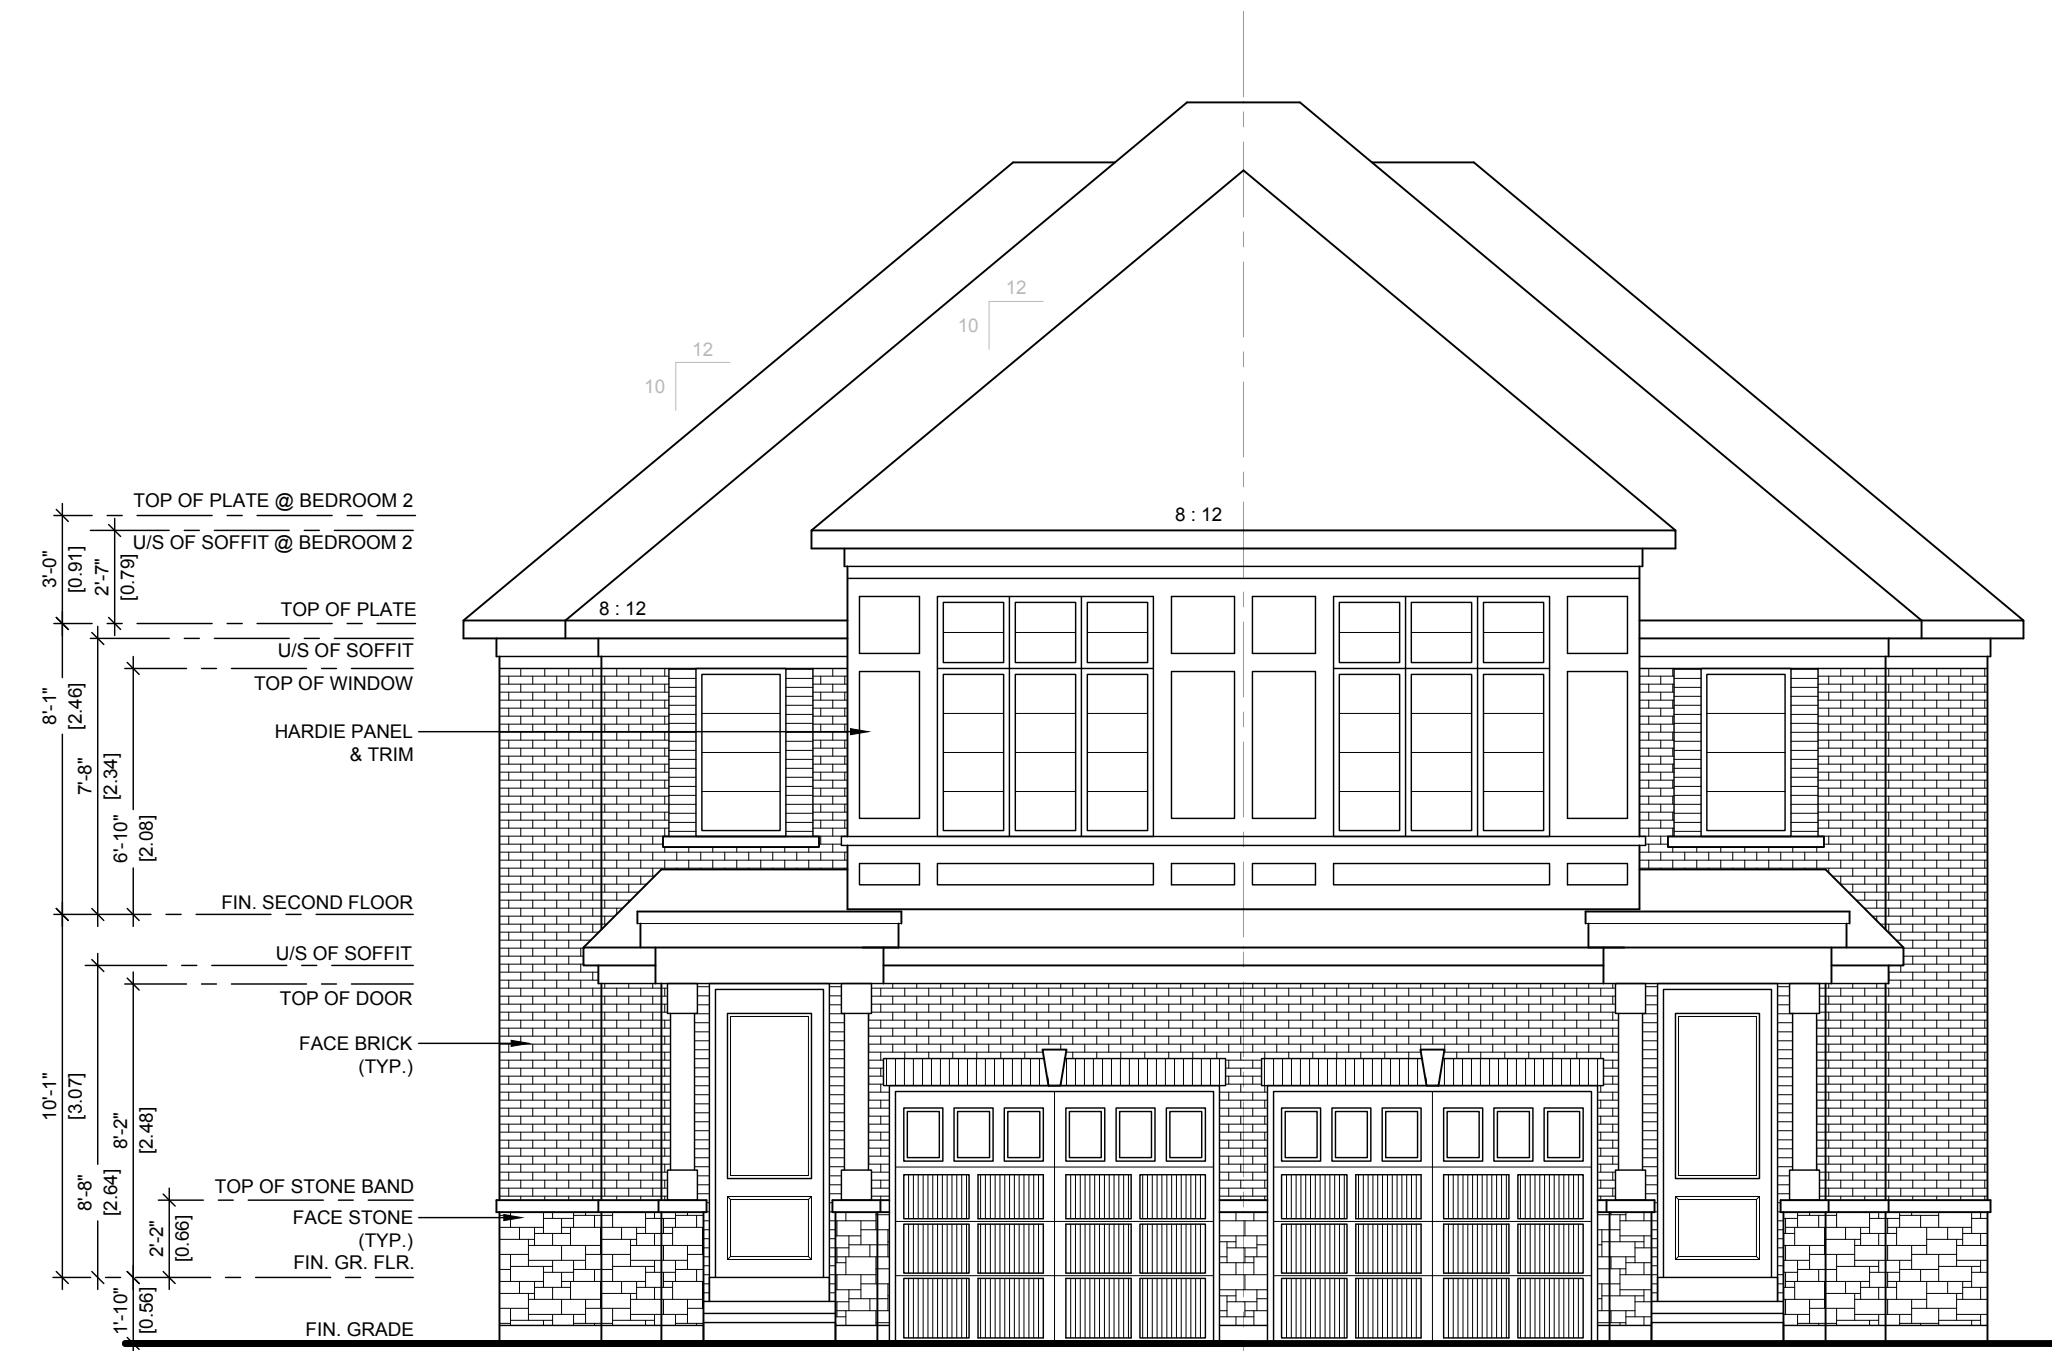 12
10
12
10
8 : 12
8 : 12
TOP OF PLATE @ BEDROOM 2
U/S OF SOFFIT @ BEDROOM 2
3'-0"
[0.91]
2'-7"
[0.79]
TOP OF PLATE
U/S OF SOFFIT
TOP OF WINDOW
HARDIE PANEL
& TRIM
8'-1"
[2.46]
7'-8"
[2.34]
6'-10"
[2.08]
FIN. SECOND FLOOR
U/S OF SOFFIT
TOP OF DOOR
FACE BRICK
(TYP.)
10'-1"
[3.07]
8'-8"
[2.64]
8'-2"
[2.48]
TOP OF STONE BAND
FACE STONE
(TYP.)
2'-2"
[0.66]
FIN. GR. FLR.
1'-10"
[0.56]
FIN. GRADE